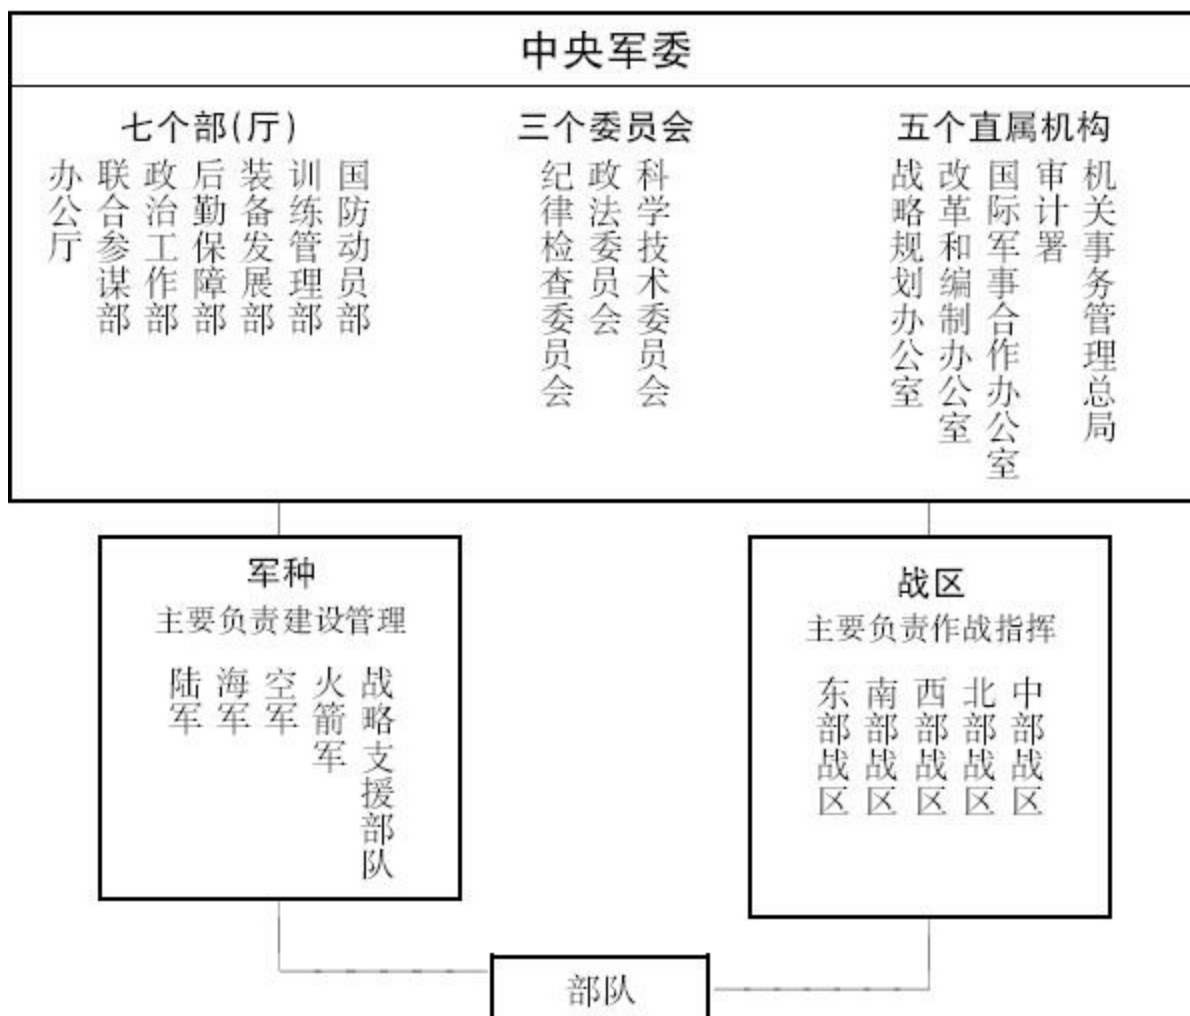 中央军委
七个部(厅)
办公厅
联合参谋部
政治工作部
后勤保障部
装备发展部
训练管理部
国防动员部
三个委员会
纪律检查委员会
政法委员会
科学技术委员会
五个直属机构
战略规划办公室
改革和编制办公室
国际军事合作办公室
审计署
机关事务管理总局
军种
主要负责建设管理
陆军
海军
空军
火箭军
战略支援部队
战区
主要负责作战指挥
东部战区
南部战区
西部战区
北部战区
中部战区
部队